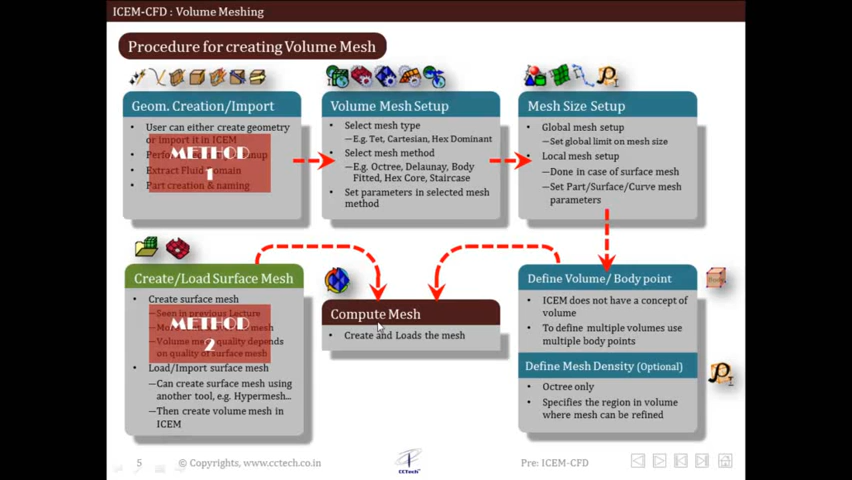 ICEM-CFD : Volume Meshing
Procedure for creating Volume Mesh
Geom. Creation/Import
• User can either create geometry
or import it in ICEM
• Extract Fluid Domain
• Part creation & naming
METHOD
1
Volume Mesh Setup
• Select mesh type
—E.g. Tet, Cartesian, Hex Dominant
• Select mesh method
—E.g. Octree, Delaunay, Body
Fitted, Hex Core, Staircase
• Set parameters in selected mesh
method
Mesh Size Setup
• Global mesh setup
—Set global limit on mesh size
• Local mesh setup
—Done in case of surface mesh
—Set Part/Surface/Curve mesh
parameters
Create/Load Surface Mesh
• Create surface mesh
—Seen in previous Lecture
mesh
—Volume mesh quality depends
on quality of surface mesh
METHOD
2
• Load/Import surface mesh
—Can create surface mesh using
another tool, e.g. Hypermesh...
—Then create volume mesh in
ICEM
Compute Mesh
• Create and Loads the mesh
Define Volume/ Body point
• ICEM does not have a concept of
volume
• To define multiple volumes use
multiple body points
Define Mesh Density (Optional)
• Octree only
• Specifies the region in volume
where mesh can be refined
5
© Copyrights, www.cctech.co.in
CCTech
Pre: ICEM-CFD